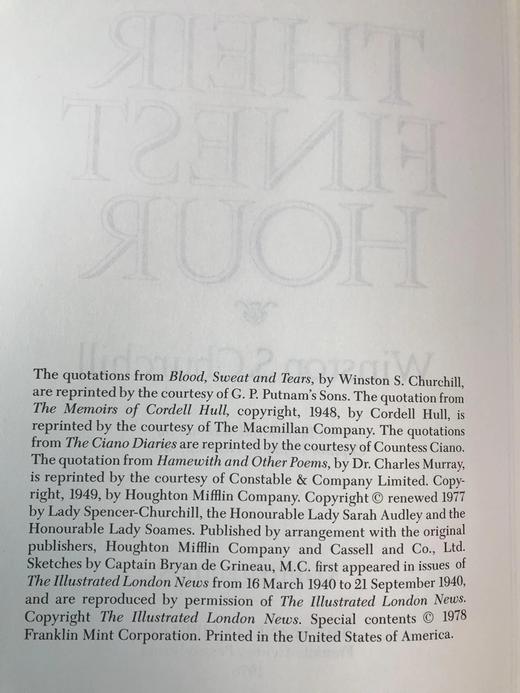 THEIR
FINEST
HOUR
Winston S. Churchill
The quotations from Blood, Sweat and Tears, by Winston S. Churchill,
are reprinted by the courtesy of G. P. Putnam's Sons. The quotation from
The Memoirs of Cordell Hull, copyright, 1948, by Cordell Hull, is
reprinted by the courtesy of The Macmillan Company. The quotations
from The Ciano Diaries are reprinted by the courtesy of Countess Ciano.
The quotation from Hamewith and Other Poems, by Dr. Charles Murray,
is reprinted by the courtesy of Constable & Company Limited. Copy-
right, 1949, by Houghton Mifflin Company. Copyright © renewed 1977
by Lady Spencer-Churchill, the Honourable Lady Sarah Audley and the
Honourable Lady Soames. Published by arrangement with the original
publishers, Houghton Mifflin Company and Cassell and Co., Ltd.
Sketches by Captain Bryan de Grineau, M.C. first appeared in issues of
The Illustrated London News from 16 March 1940 to 21 September 1940,
and are reproduced by permission of The Illustrated London News.
Copyright The Illustrated London News. Special contents © 1978
Franklin Mint Corporation. Printed in the United States of America.